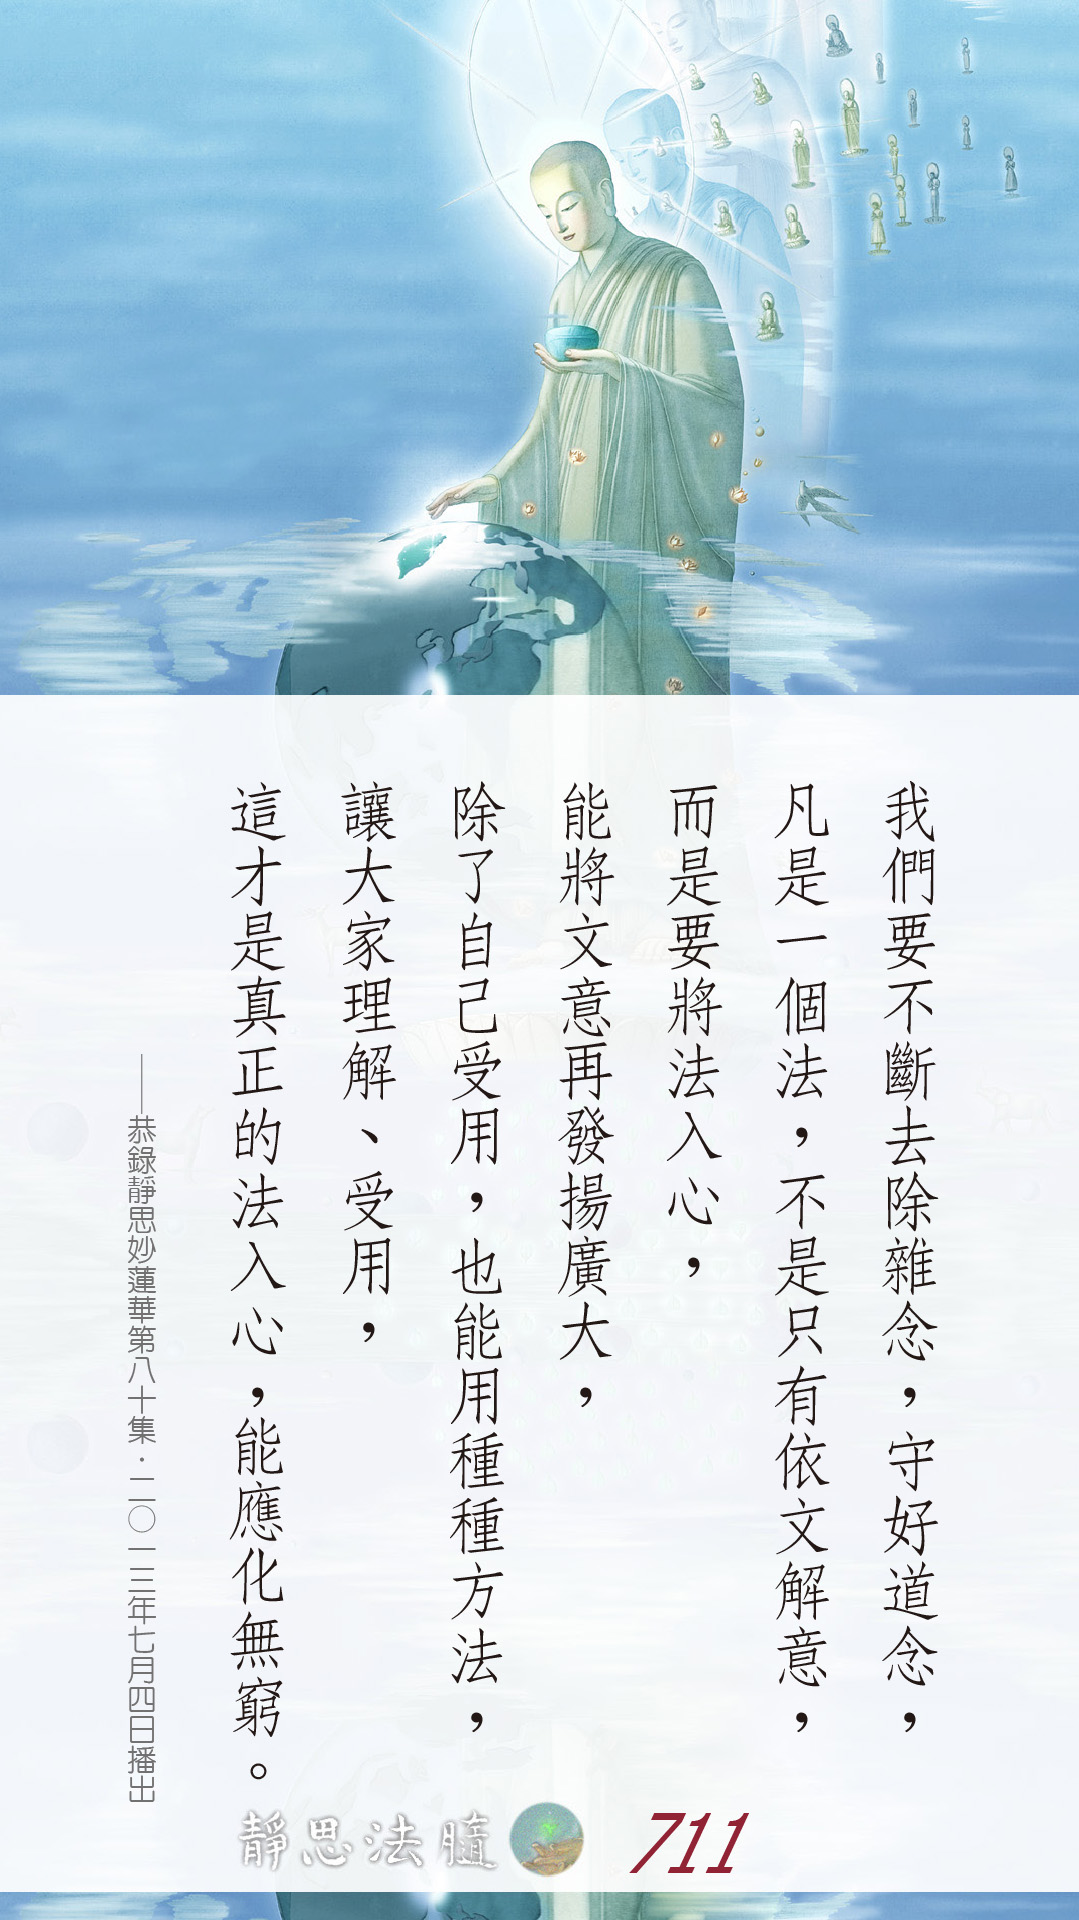 我們要不斷去除雜念，守好道念，
凡是一個法，不是只有依文解意，
而是要將法入心，
能將文意再發揚廣大，
除了自己受用，也能用種種方法，
讓大家理解、受用，
這才是真正的法入心，能應化無窮。
——恭錄靜思妙蓮華第八十集．二〇一三年七月四日播出
靜思法髓
711